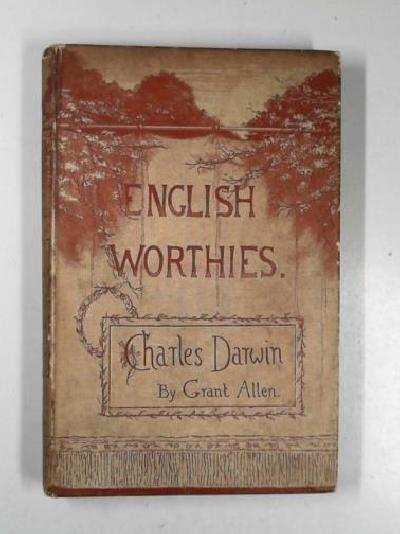 ENGLISH
WORTHIES.
Charles Darwin
By Grant Allen.